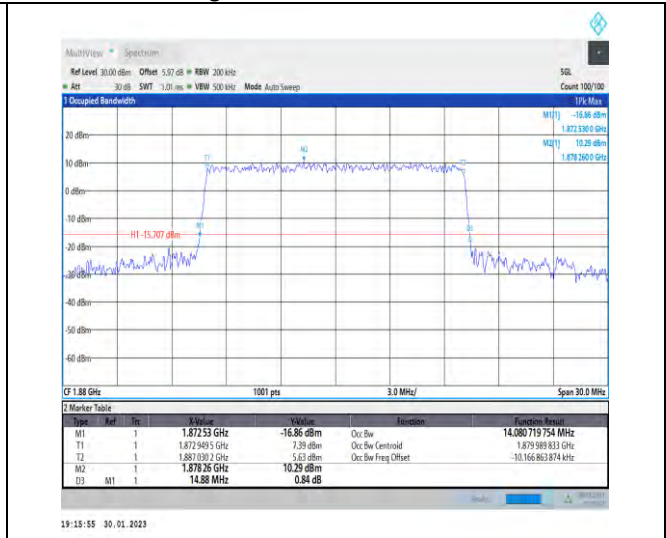 MultiView Spectrum
Ref Level 30.00 dBm Offset 5.97 dB RBW 200 kHz SGL
Att 30 dB SWT 1.01 ms VBW 500 kHz Mode Auto Sweep Count 100/100
1 Occupied Bandwidth 1Pk Max
M1[1] -16.86 dBm
1.872 530 0 GHz
20 dBm
M2[1] 10.29 dBm
1.878 260 0 GHz
M2
10 dBm
T1
0 dBm
-10 dBm
M1
H1 -15.707 dBm
D3
-20 dBm
-30 dBm
-40 dBm
-50 dBm
-60 dBm
CF 1.88 GHz 1001 pts 3.0 MHz/ Span 30.0 MHz
2 Marker Table
Type Ref Trc X-Value Y-Value Function Function Result
M1 1 1.872 53 GHz -16.86 dBm Occ Bw 14.080 719 754 MHz
T1 1 1.872 949 5 GHz 7.39 dBm Occ Bw Centroid 1.879 989 833 GHz
T2 1 1.887 030 2 GHz 5.63 dBm Occ Bw Freq Offset -10.166 863 874 kHz
M2 1 1.878 26 GHz 10.29 dBm
D3 M1 1 14.88 MHz 0.84 dB
19:15:55 30.01.2023